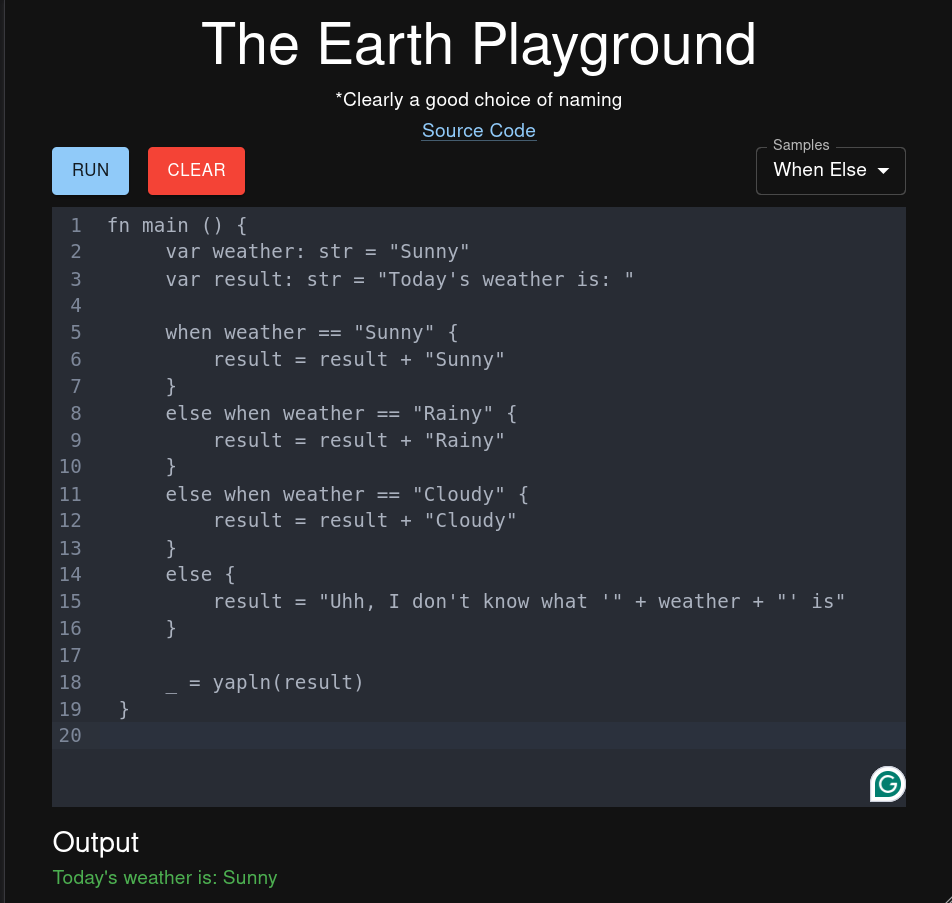 The Earth Playground
*Clearly a good choice of naming
Source Code
RUN CLEAR
Samples
When Else
1 fn main () {
2      var weather: str = "Sunny"
3      var result: str = "Today's weather is: "
4
5      when weather == "Sunny" {
6          result = result + "Sunny"
7      }
8      else when weather == "Rainy" {
9          result = result + "Rainy"
10      }
11      else when weather == "Cloudy" {
12          result = result + "Cloudy"
13      }
14      else {
15          result = "Uhh, I don't know what '" + weather + "' is"
16      }
17
18      _ = yapln(result)
19  }
20
G
Output
Today's weather is: Sunny